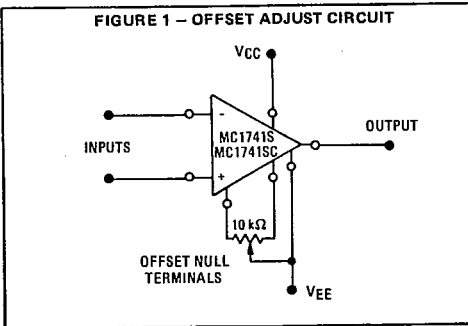 FIGURE 1 – OFFSET ADJUST CIRCUIT
VCC
-
MC1741S
MC1741SC
OUTPUT
INPUTS
+
10 kΩ
OFFSET NULL
TERMINALS
VEE